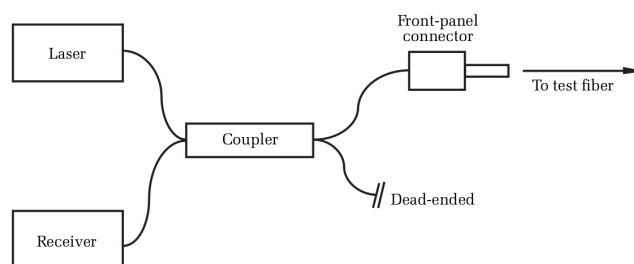 Laser
Front-panel
connector
To test fiber
Coupler
Dead-ended
Receiver